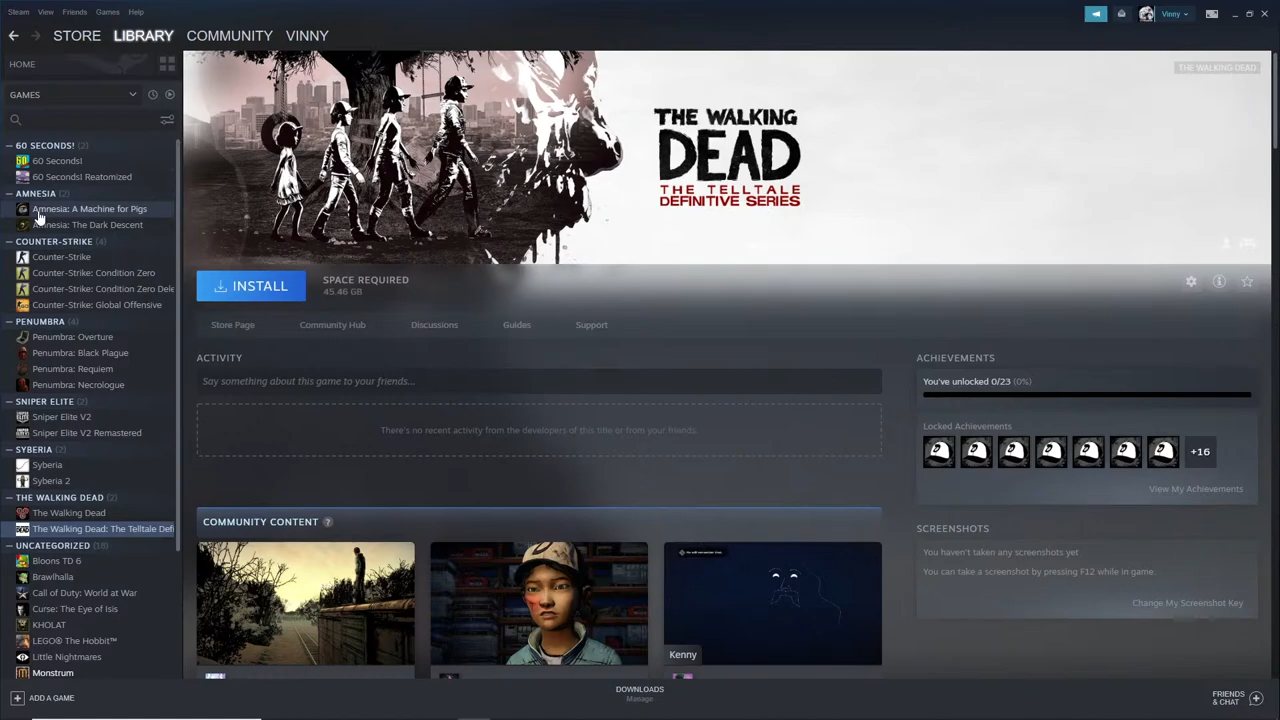 Steam View Friends Games Help
Vinny
STORE LIBRARY COMMUNITY VINNY
HOME
GAMES
60 SECONDS! (2)
60 Seconds!
60 Seconds! Reatomized
AMNESIA (2)
Amnesia: A Machine for Pigs
Amnesia: The Dark Descent
COUNTER-STRIKE (4)
Counter-Strike
Counter-Strike: Condition Zero
Counter-Strike: Condition Zero Dele
Counter-Strike: Global Offensive
PENUMBRA (4)
Penumbra: Overture
Penumbra: Black Plague
Penumbra: Requiem
Penumbra: Necrologue
SNIPER ELITE (2)
Sniper Elite V2
Sniper Elite V2 Remastered
SYBERIA (2)
Syberia
Syberia 2
THE WALKING DEAD (2)
The Walking Dead
The Walking Dead: The Telltale Defi
UNCATEGORIZED (18)
Bloons TD 6
Brawlhalla
Call of Duty: World at War
Curse: The Eye of Isis
KHOLAT
LEGO® The Hobbit™
Little Nightmares
Monstrum
ADD A GAME
THE WALKING DEAD
THE WALKING
DEAD
THE TELLTALE
DEFINITIVE SERIES
INSTALL
SPACE REQUIRED
45.46 GB
Store Page Community Hub Discussions Guides Support
ACTIVITY
Say something about this game to your friends...
There's no recent activity from the developers of this title or from your friends.
COMMUNITY CONTENT ?
Kenny
ACHIEVEMENTS
You've unlocked 0/23 (0%)
Locked Achievements
+16
View My Achievements
SCREENSHOTS
You haven't taken any screenshots yet
You can take a screenshot by pressing F12 while in game.
Change My Screenshot Key
DOWNLOADS
Manage
FRIENDS
& CHAT